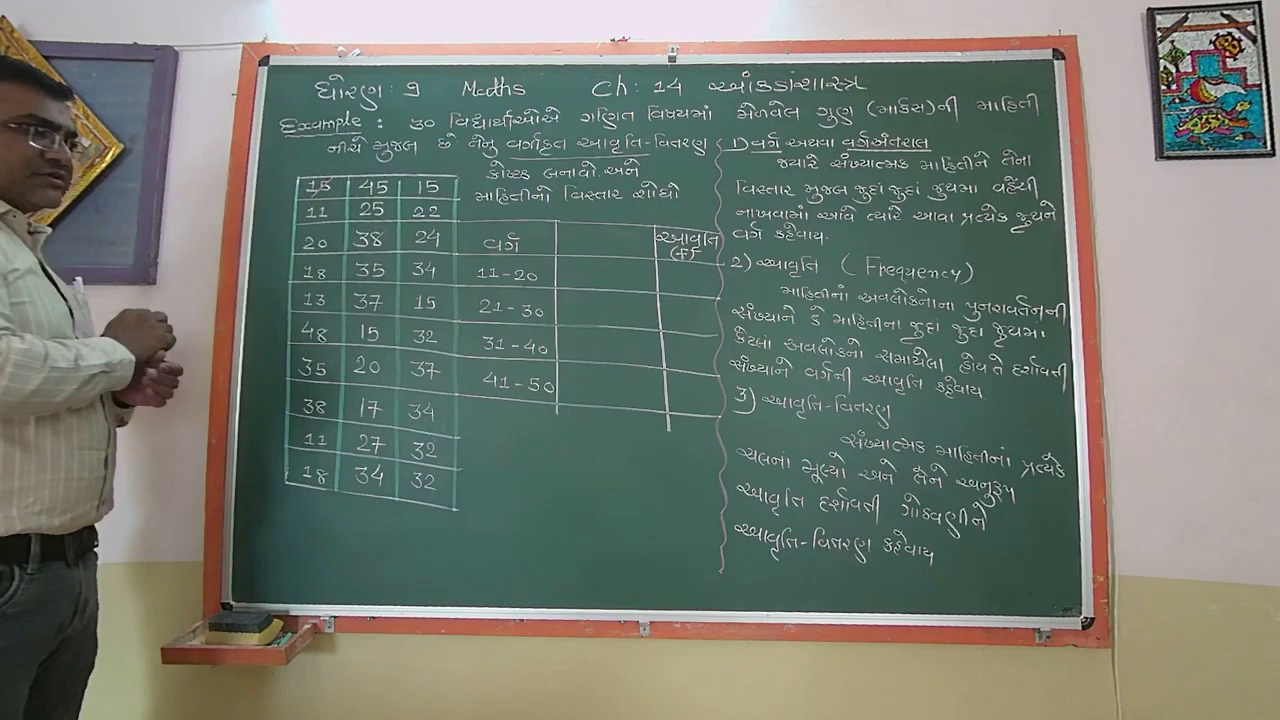 ધોરણ : 9 Maths Ch : 14 આંકડાંશાસ્ત્ર
Example : 30 વિદ્યાર્થીઓએ ગણિત વિષયમાં મેળવેલ ગુણ (માર્કસ)ની માહિતી
નીચે મુજબ છે તેનું વર્ગીકૃત આવૃતિ-વિતરણ
કોષ્ટક બનાવો.અને
માહિતીનો વિસ્તાર શોધો
15 45 15
11 25 22
20 38 24
18 35 34
13 37 15
48 15 32
35 20 37
38 17 34
11 27 32
18 34 32
વર્ગ આવૃતિ (f)
11-20
21-30
31-40
41-50
1) વર્ગ અથવા વર્ગઅંતરાલ
જ્યારે સંખ્યાત્મક માહિતીને તેના
વિસ્તાર મુજબ જુદાં જુદાં જુથમાં વહેંચી
નાખવામાં આવે ત્યારે આવા પ્રત્યેક જૂથને
વર્ગ કહેવાય.
2) આવૃતિ ( Frequency)
માહિતીનાં અવલોકનોના પુનરાવર્તનની
સંખ્યાને કે માહિતીના જુદા જુદા જૂથમાં
કેટલા અવલોકનો સમાયેલા હોય તે દર્શાવતી
સંખ્યાને વર્ગની આવૃતિ કહેવાય
3) આવૃતિ-વિતરણ
સંખ્યાત્મક માહિતીનાં પ્રત્યેક
ચલનાં મૂલ્યો અને તેને અનુરૂપ
આવૃતિ દર્શાવતી ગોઠવણીને
આવૃતિ-વિતરણ કહેવાય